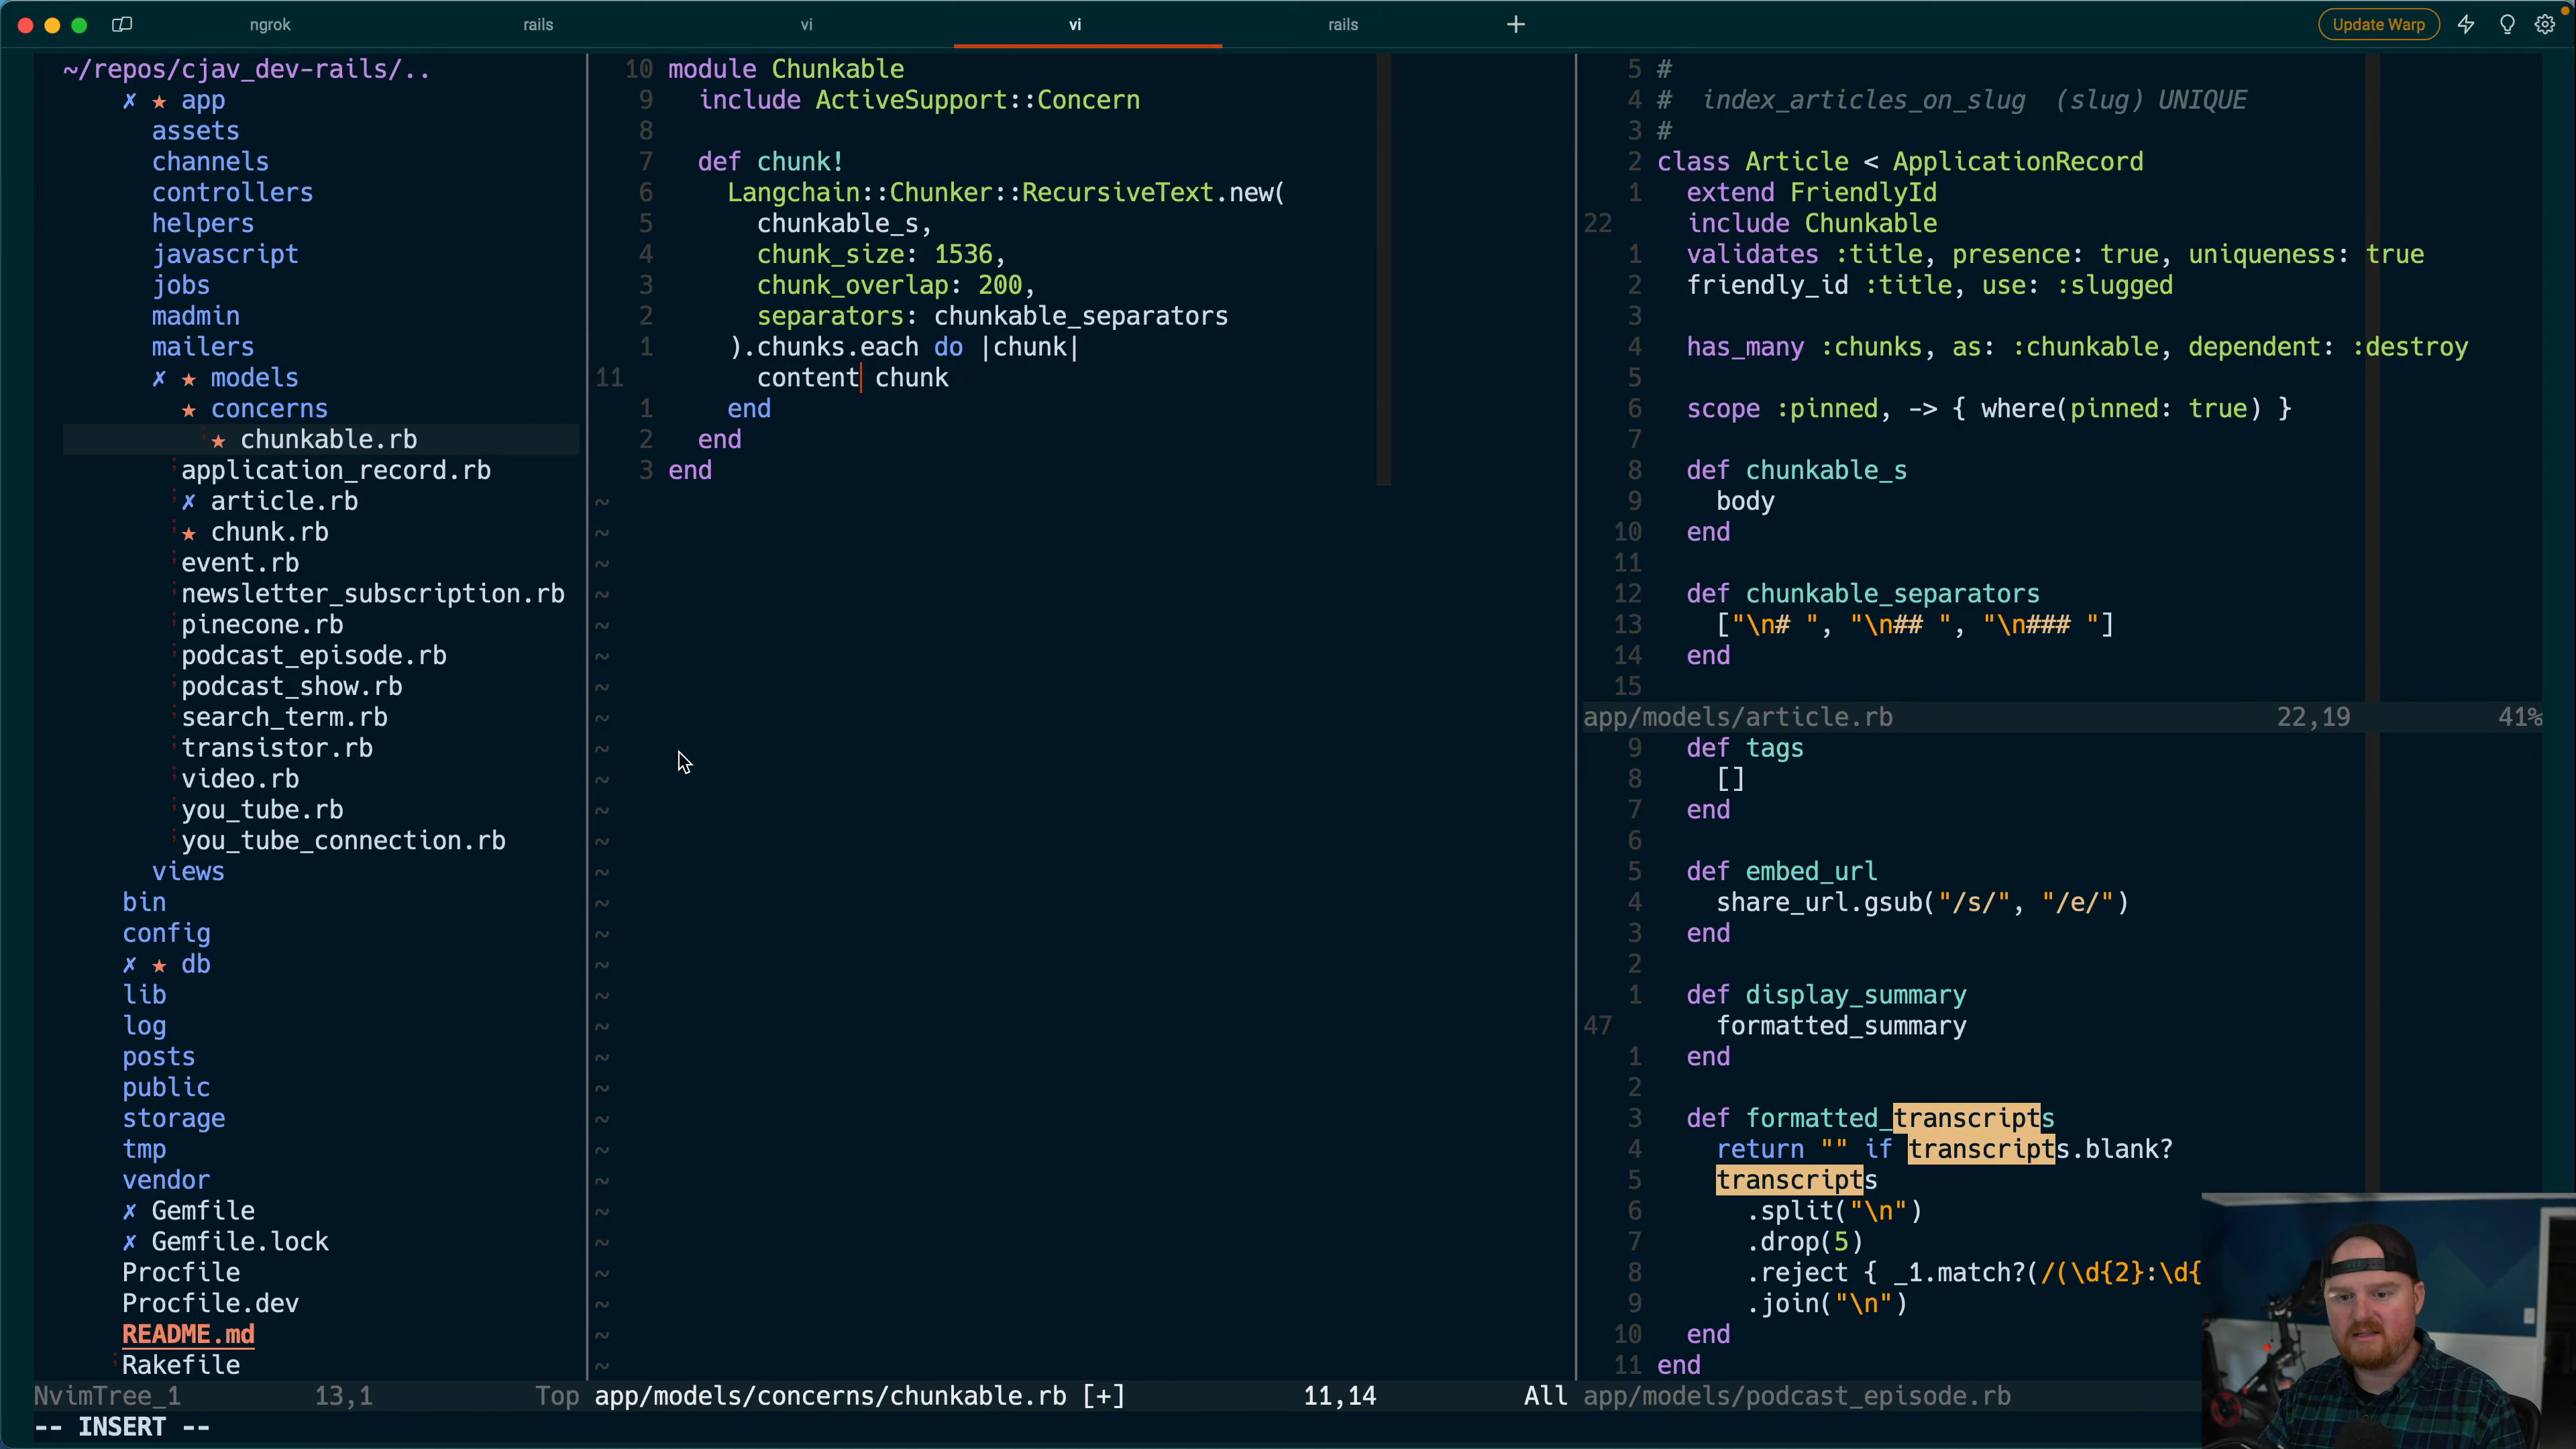 ngrok
rails
vi
vi
rails
Update Warp
~/repos/cjav_dev-rails/..
✗ ★ app
assets
channels
controllers
helpers
javascript
jobs
madmin
mailers
✗ ★ models
★ concerns
★ chunkable.rb
application_record.rb
✗ article.rb
★ chunk.rb
event.rb
newsletter_subscription.rb
pinecone.rb
podcast_episode.rb
podcast_show.rb
search_term.rb
transistor.rb
video.rb
you_tube.rb
you_tube_connection.rb
views
bin
config
✗ ★ db
lib
log
posts
public
storage
tmp
vendor
✗ Gemfile
✗ Gemfile.lock
Procfile
Procfile.dev
README.md
Rakefile
NvimTree_1 13,1 Top
-- INSERT --
10 module Chunkable
9 include ActiveSupport::Concern
8
7 def chunk!
6 Langchain::Chunker::RecursiveText.new(
5 chunkable_s,
4 chunk_size: 1536,
3 chunk_overlap: 200,
2 separators: chunkable_separators
1 ).chunks.each do |chunk|
11 content chunk
1 end
2 end
3 end
app/models/concerns/chunkable.rb [+] 11,14 All
5 #
4 # index_articles_on_slug (slug) UNIQUE
3 #
2 class Article < ApplicationRecord
1 extend FriendlyId
22 include Chunkable
1 validates :title, presence: true, uniqueness: true
2 friendly_id :title, use: :slugged
3
4 has_many :chunks, as: :chunkable, dependent: :destroy
5
6 scope :pinned, -> { where(pinned: true) }
7
8 def chunkable_s
9 body
10 end
11
12 def chunkable_separators
13 ["\n# ", "\n## ", "\n### "]
14 end
15
app/models/article.rb 22,19 41%
9 def tags
8 []
7 end
6
5 def embed_url
4 share_url.gsub("/s/", "/e/")
3 end
2
1 def display_summary
47 formatted_summary
1 end
2
3 def formatted_transcripts
4 return "" if transcripts.blank?
5 transcripts
6 .split("\n")
7 .drop(5)
8 .reject { _1.match?(/(\d{2}:\d{
9 .join("\n")
10 end
11 end
app/models/podcast_episode.rb